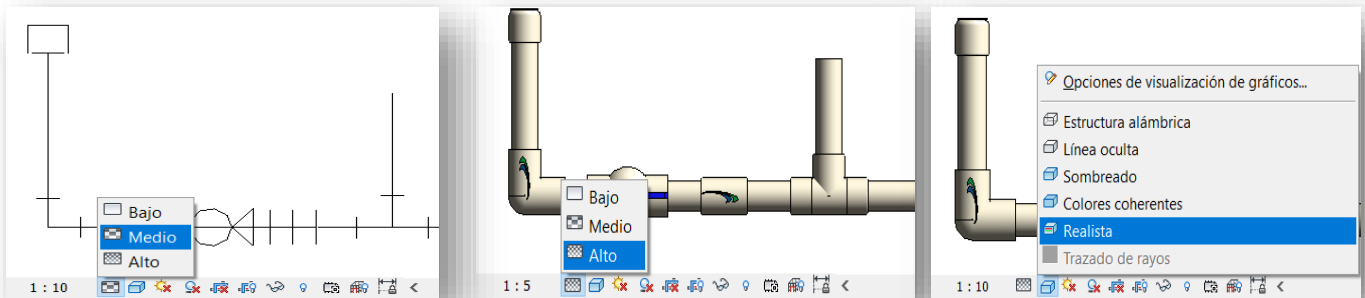 Bajo
Medio
Alto
1 : 10
Bajo
Medio
Alto
1 : 5
Opciones de visualización de gráficos...
Estructura alámbrica
Línea oculta
Sombreado
Colores coherentes
Realista
Trazado de rayos
1 : 10